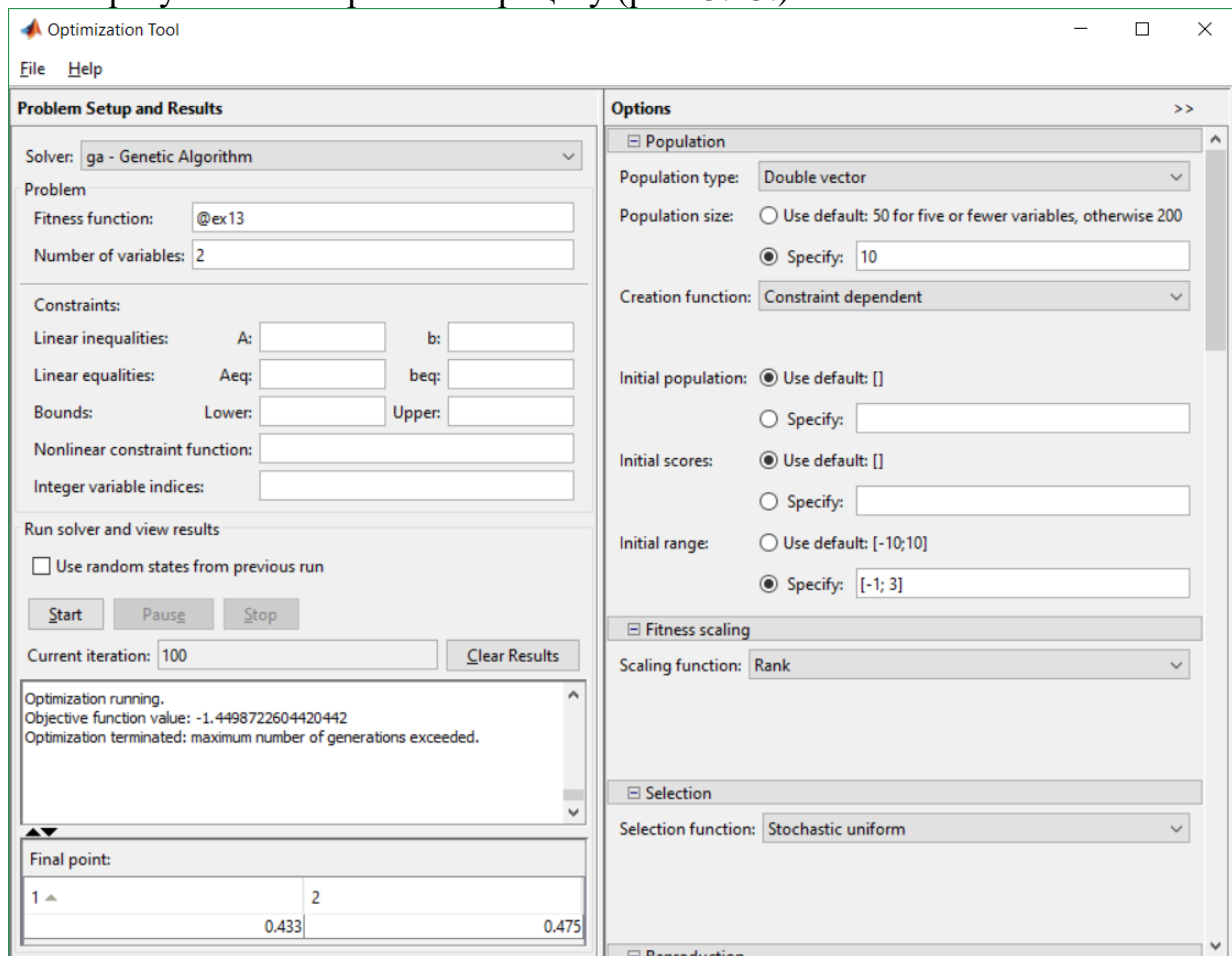 Optimization Tool
File Help
Problem Setup and Results
Solver: ga - Genetic Algorithm
Problem
Fitness function: @ex13
Number of variables: 2
Constraints:
Linear inequalities: A: b:
Linear equalities: Aeq: beq:
Bounds: Lower: Upper:
Nonlinear constraint function:
Integer variable indices:
Run solver and view results
Use random states from previous run
Start Pause Stop
Current iteration: 100 Clear Results
Optimization running.
Objective function value: -1.4498722604420442
Optimization terminated: maximum number of generations exceeded.
Final point:
1 2
0.433 0.475
Options >>
Population
Population type: Double vector
Population size: Use default: 50 for five or fewer variables, otherwise 200
Specify: 10
Creation function: Constraint dependent
Initial population: Use default: []
Specify:
Initial scores: Use default: []
Specify:
Initial range: Use default: [-10;10]
Specify: [-1; 3]
Fitness scaling
Scaling function: Rank
Selection
Selection function: Stochastic uniform
Reproduction